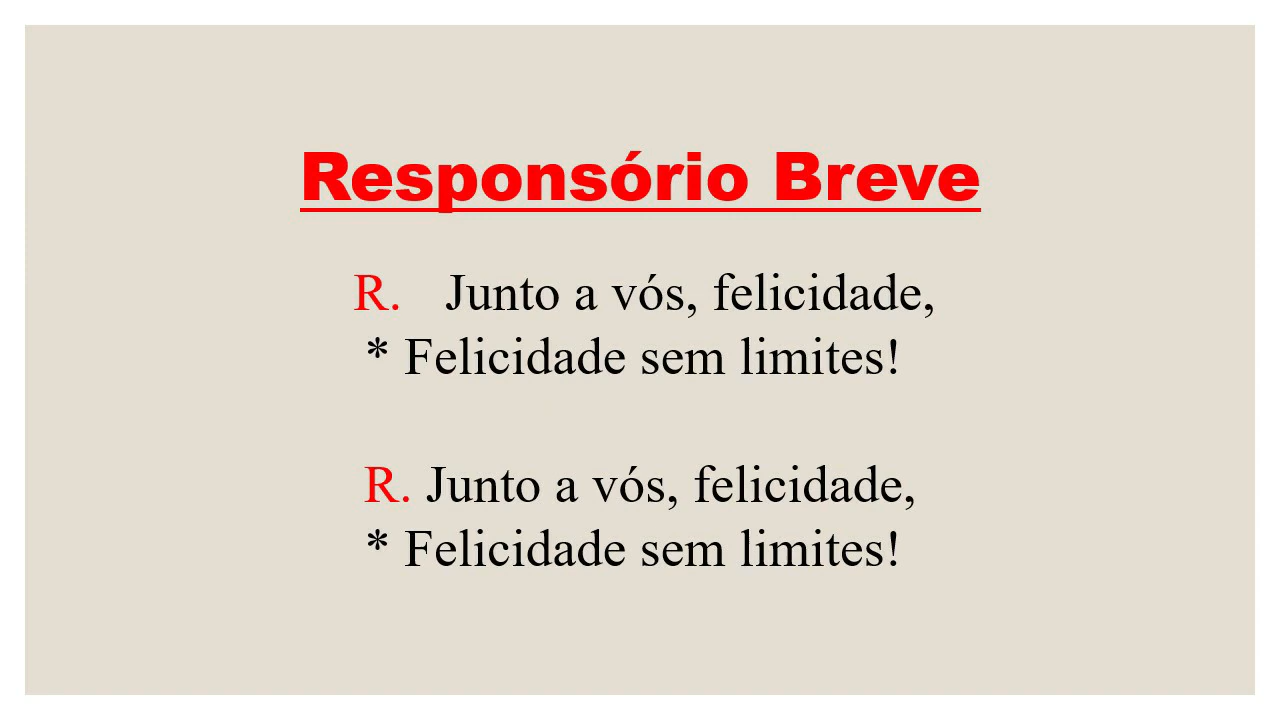 Responsório Breve
R. Junto a vós, felicidade,
* Felicidade sem limites!
R. Junto a vós, felicidade,
* Felicidade sem limites!